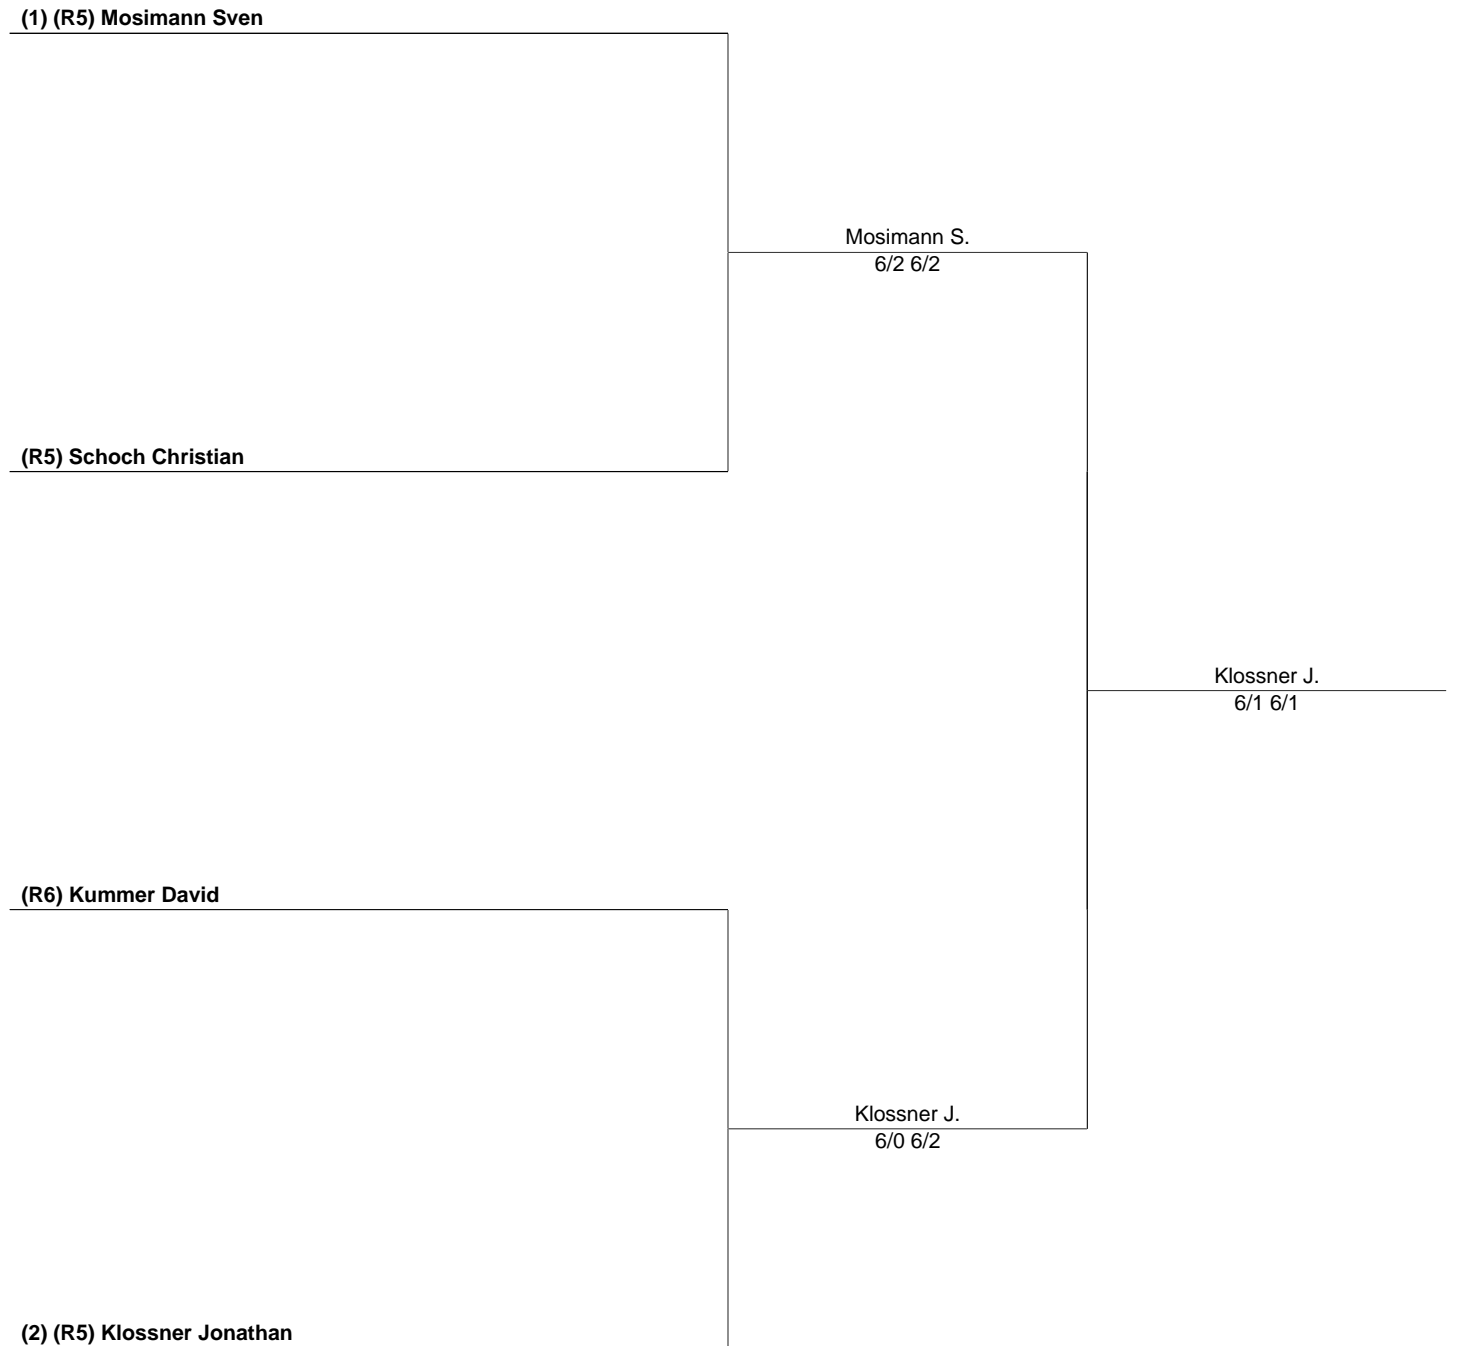 (1) (R5) Mosimann Sven
Mosimann S.
6/2 6/2
(R5) Schoch Christian
Klossner J.
6/1 6/1
(R6) Kummer David
Klossner J.
6/0 6/2
(2) (R5) Klossner Jonathan